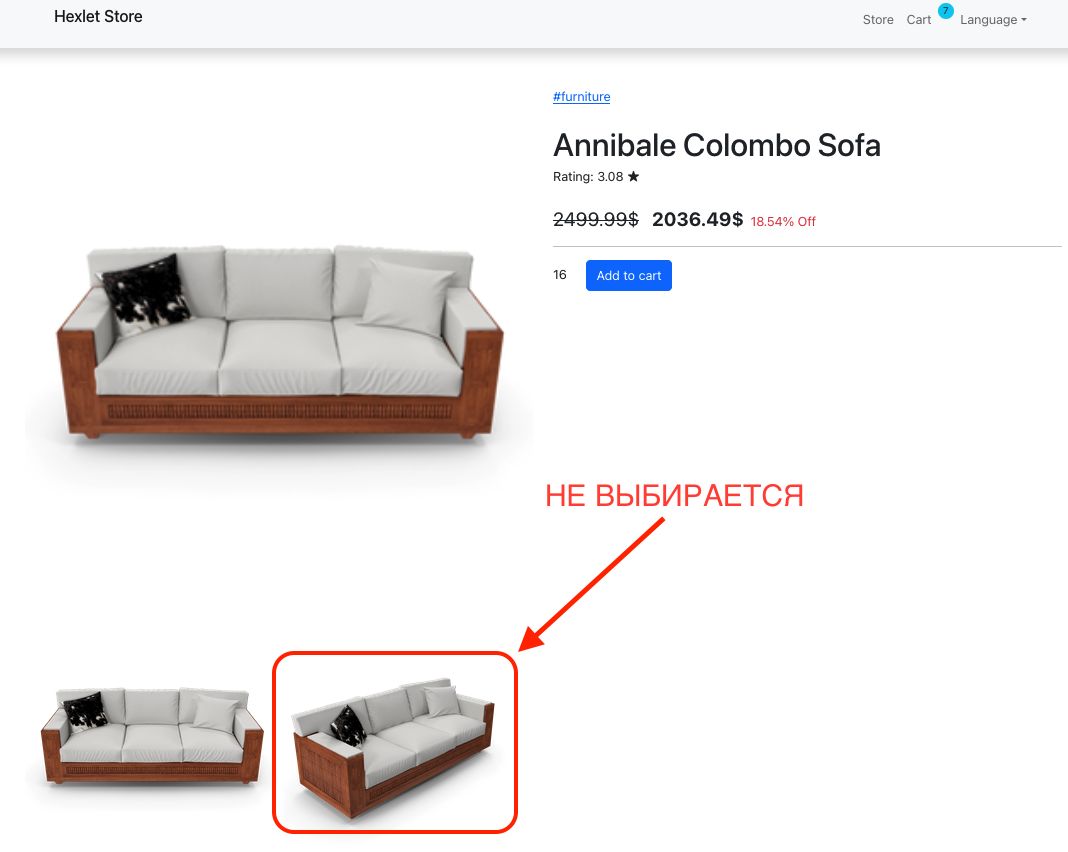 Hexlet Store
Store Cart 7 Language
#furniture
Annibale Colombo Sofa
Rating: 3.08 ★
2499.99$ 2036.49$ 18.54% Off
16 Add to cart
НЕ ВЫБИРАЕТСЯ